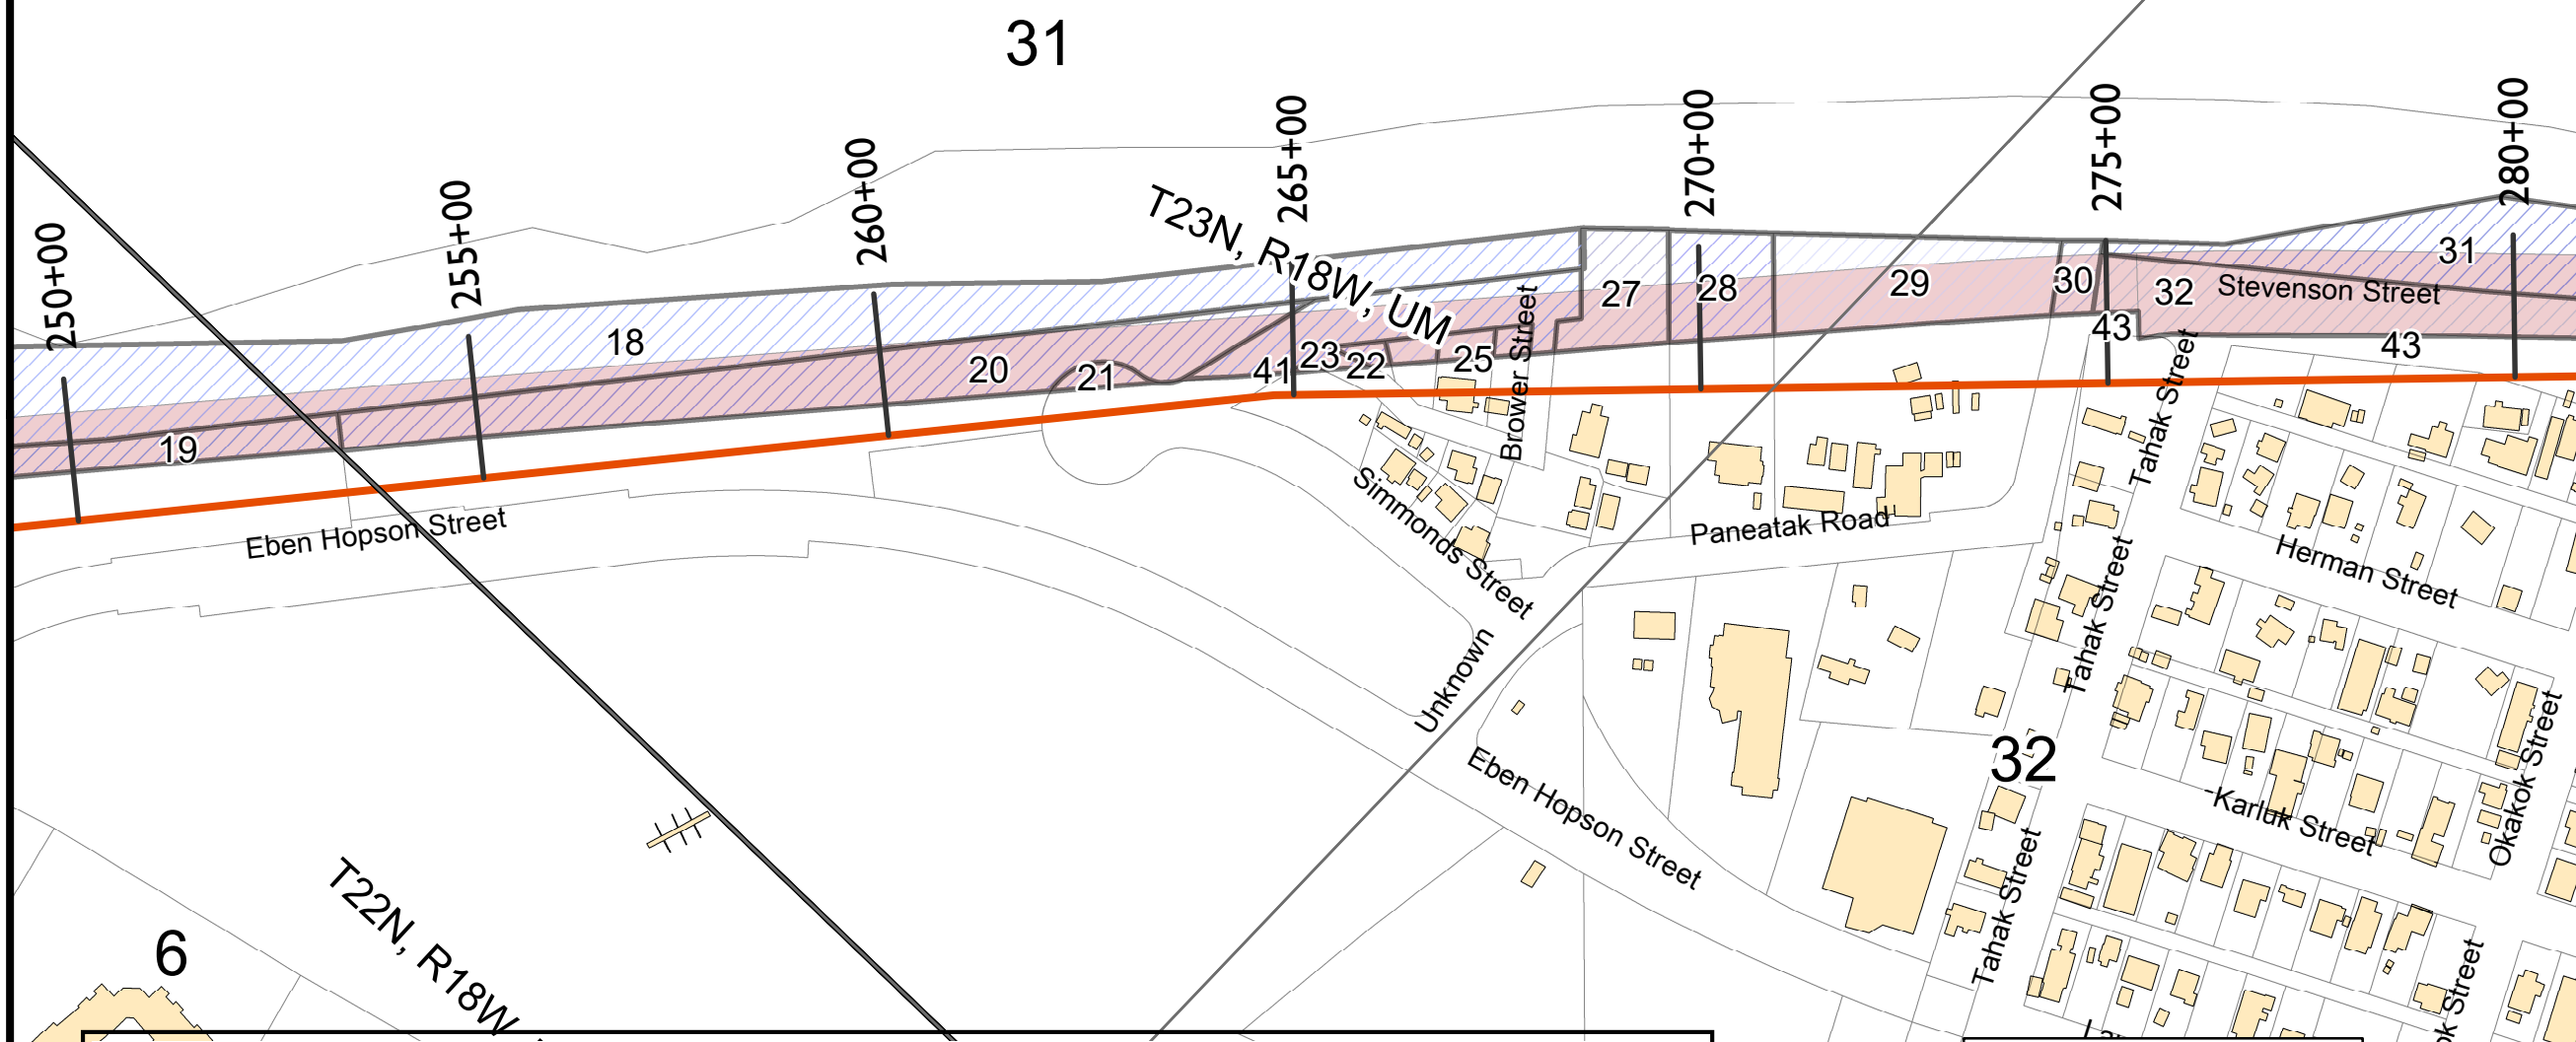 31
250+00
255+00
260+00
265+00
270+00
275+00
280+00
T23N, R18W, UM
18
19
20
21
41
23
22
25
27
28
29
30
31
32
43
43
Stevenson Street
Brower Street
Tahak Street
Eben Hopson Street
Simmonds Street
Paneatak Road
Herman Street
Tahak Street
Unknown
32
Eben Hopson Street
Karluk Street
Okakok Street
Tahak Street
T22N, R18W
6